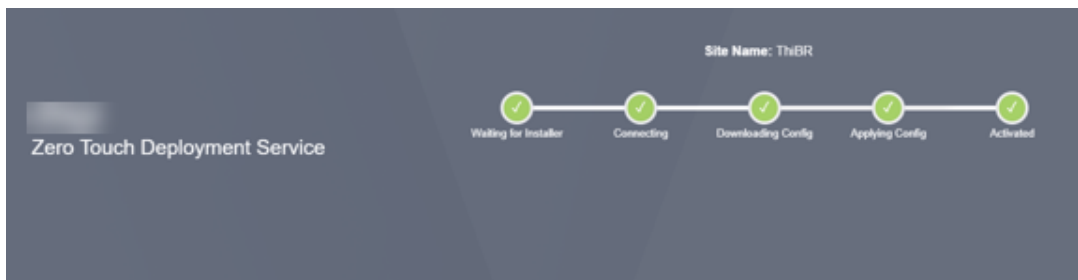 Site Name: ThiBR
Waiting for Installer
Connecting
Downloading Config
Applying Config
Activated
Zero Touch Deployment Service